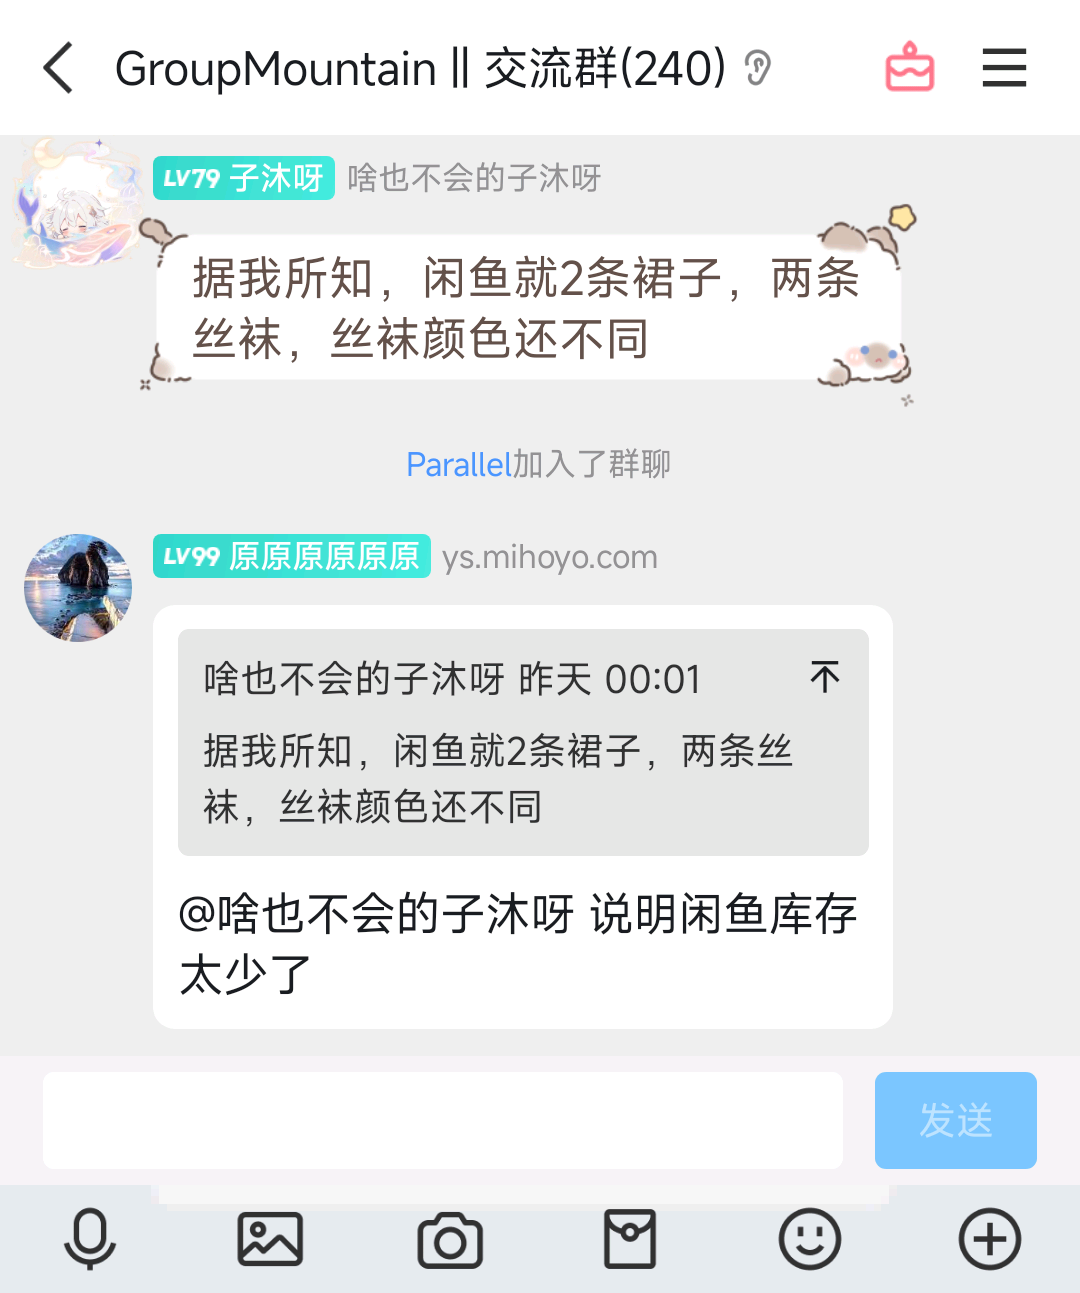 GroupMountain || 交流群(240)
LV79 子沐呀 啥也不会的子沐呀
据我所知，闲鱼就2条裙子，两条
丝袜，丝袜颜色还不同
Parallel加入了群聊
LV99 原原原原原原 ys.mihoyo.com
啥也不会的子沐呀 昨天 00:01
据我所知，闲鱼就2条裙子，两条丝
袜，丝袜颜色还不同
@啥也不会的子沐呀 说明闲鱼库存
太少了
发送